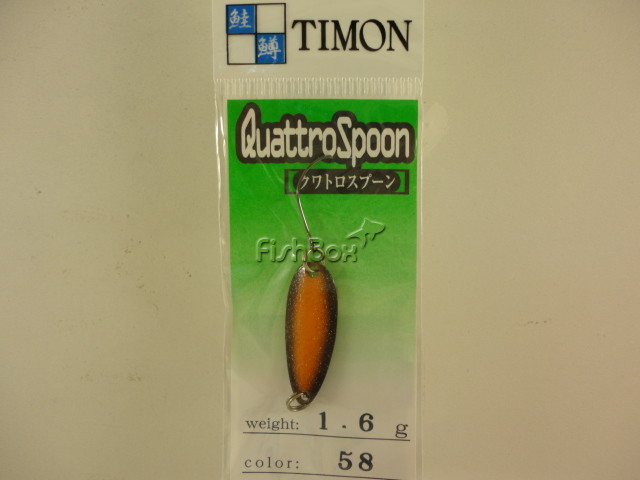 鮭 鱒
TIMON
QuattroSpoon
クワトロスプーン
FishBox
weight: 1.6 g
color: 58